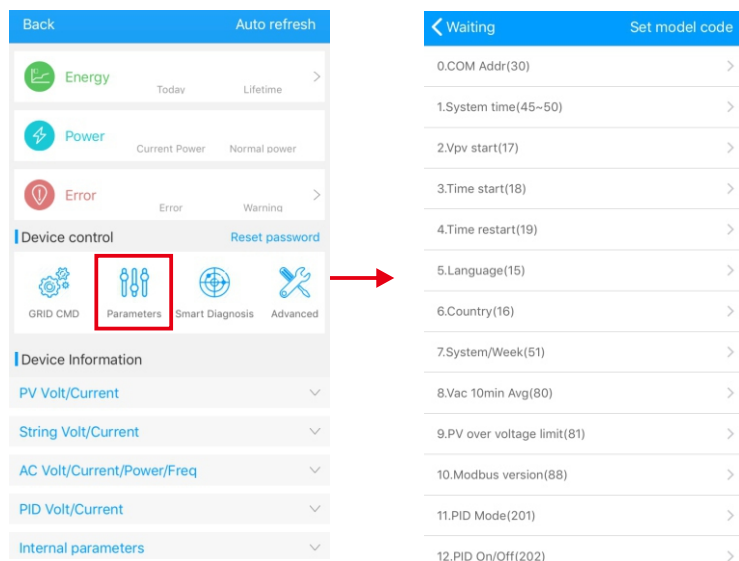 Back Auto refresh
Energy
Today Lifetime
Power
Current Power Normal power
Error
Error Warning
Device control Reset password
GRID CMD Parameters Smart Diagnosis Advanced
Device Information
PV Volt/Current
String Volt/Current
AC Volt/Current/Power/Freq
PID Volt/Current
Internal parameters
Waiting Set model code
0.COM Addr(30)
1.System time(45~50)
2.Vpv start(17)
3.Time start(18)
4.Time restart(19)
5.Language(15)
6.Country(16)
7.System/Week(51)
8.Vac 10min Avg(80)
9.PV over voltage limit(81)
10.Modbus version(88)
11.PID Mode(201)
12.PID On/Off(202)